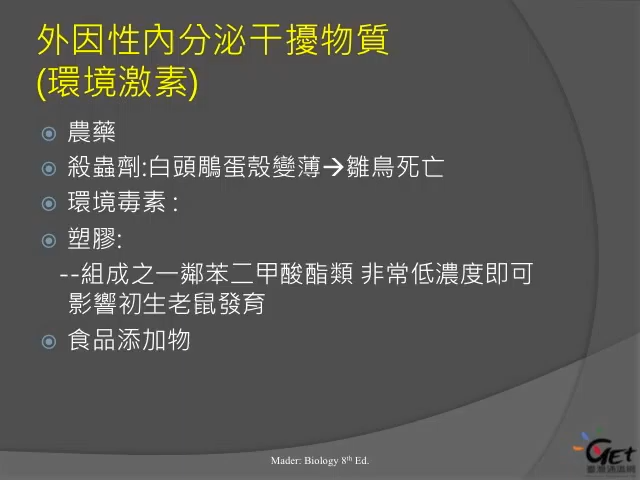 外因性內分泌干擾物質
(環境激素)
農藥
殺蟲劑:白頭鵰蛋殼變薄→雛鳥死亡
環境毒素 :
塑膠:
--組成之一鄰苯二甲酸酯類 非常低濃度即可
影響初生老鼠發育
食品添加物
Mader: Biology 8th Ed.
GET